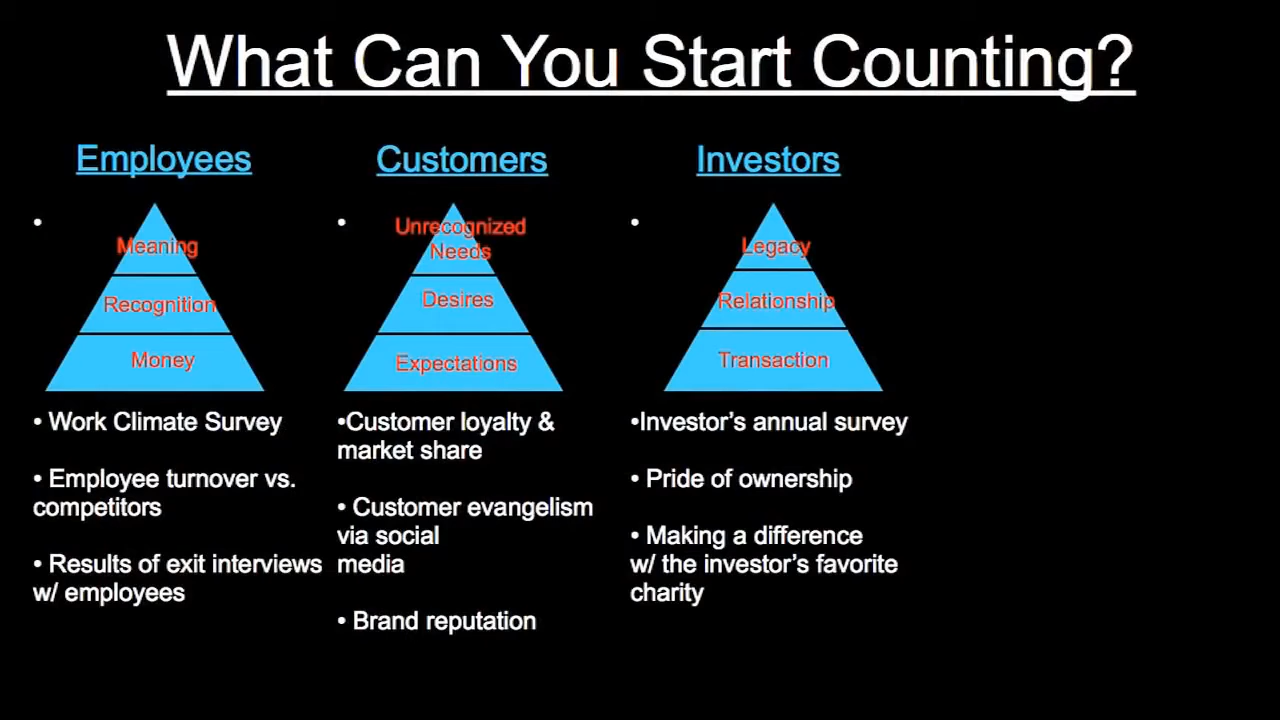 What Can You Start Counting?
Employees
•
Meaning
Recognition
Money
• Work Climate Survey
• Employee turnover vs.
competitors
• Results of exit interviews
w/ employees
Customers
•
Unrecognized
Needs
Desires
Expectations
•Customer loyalty &
market share
• Customer evangelism
via social
media
• Brand reputation
Investors
•
Legacy
Relationship
Transaction
•Investor’s annual survey
• Pride of ownership
• Making a difference
w/ the investor’s favorite
charity